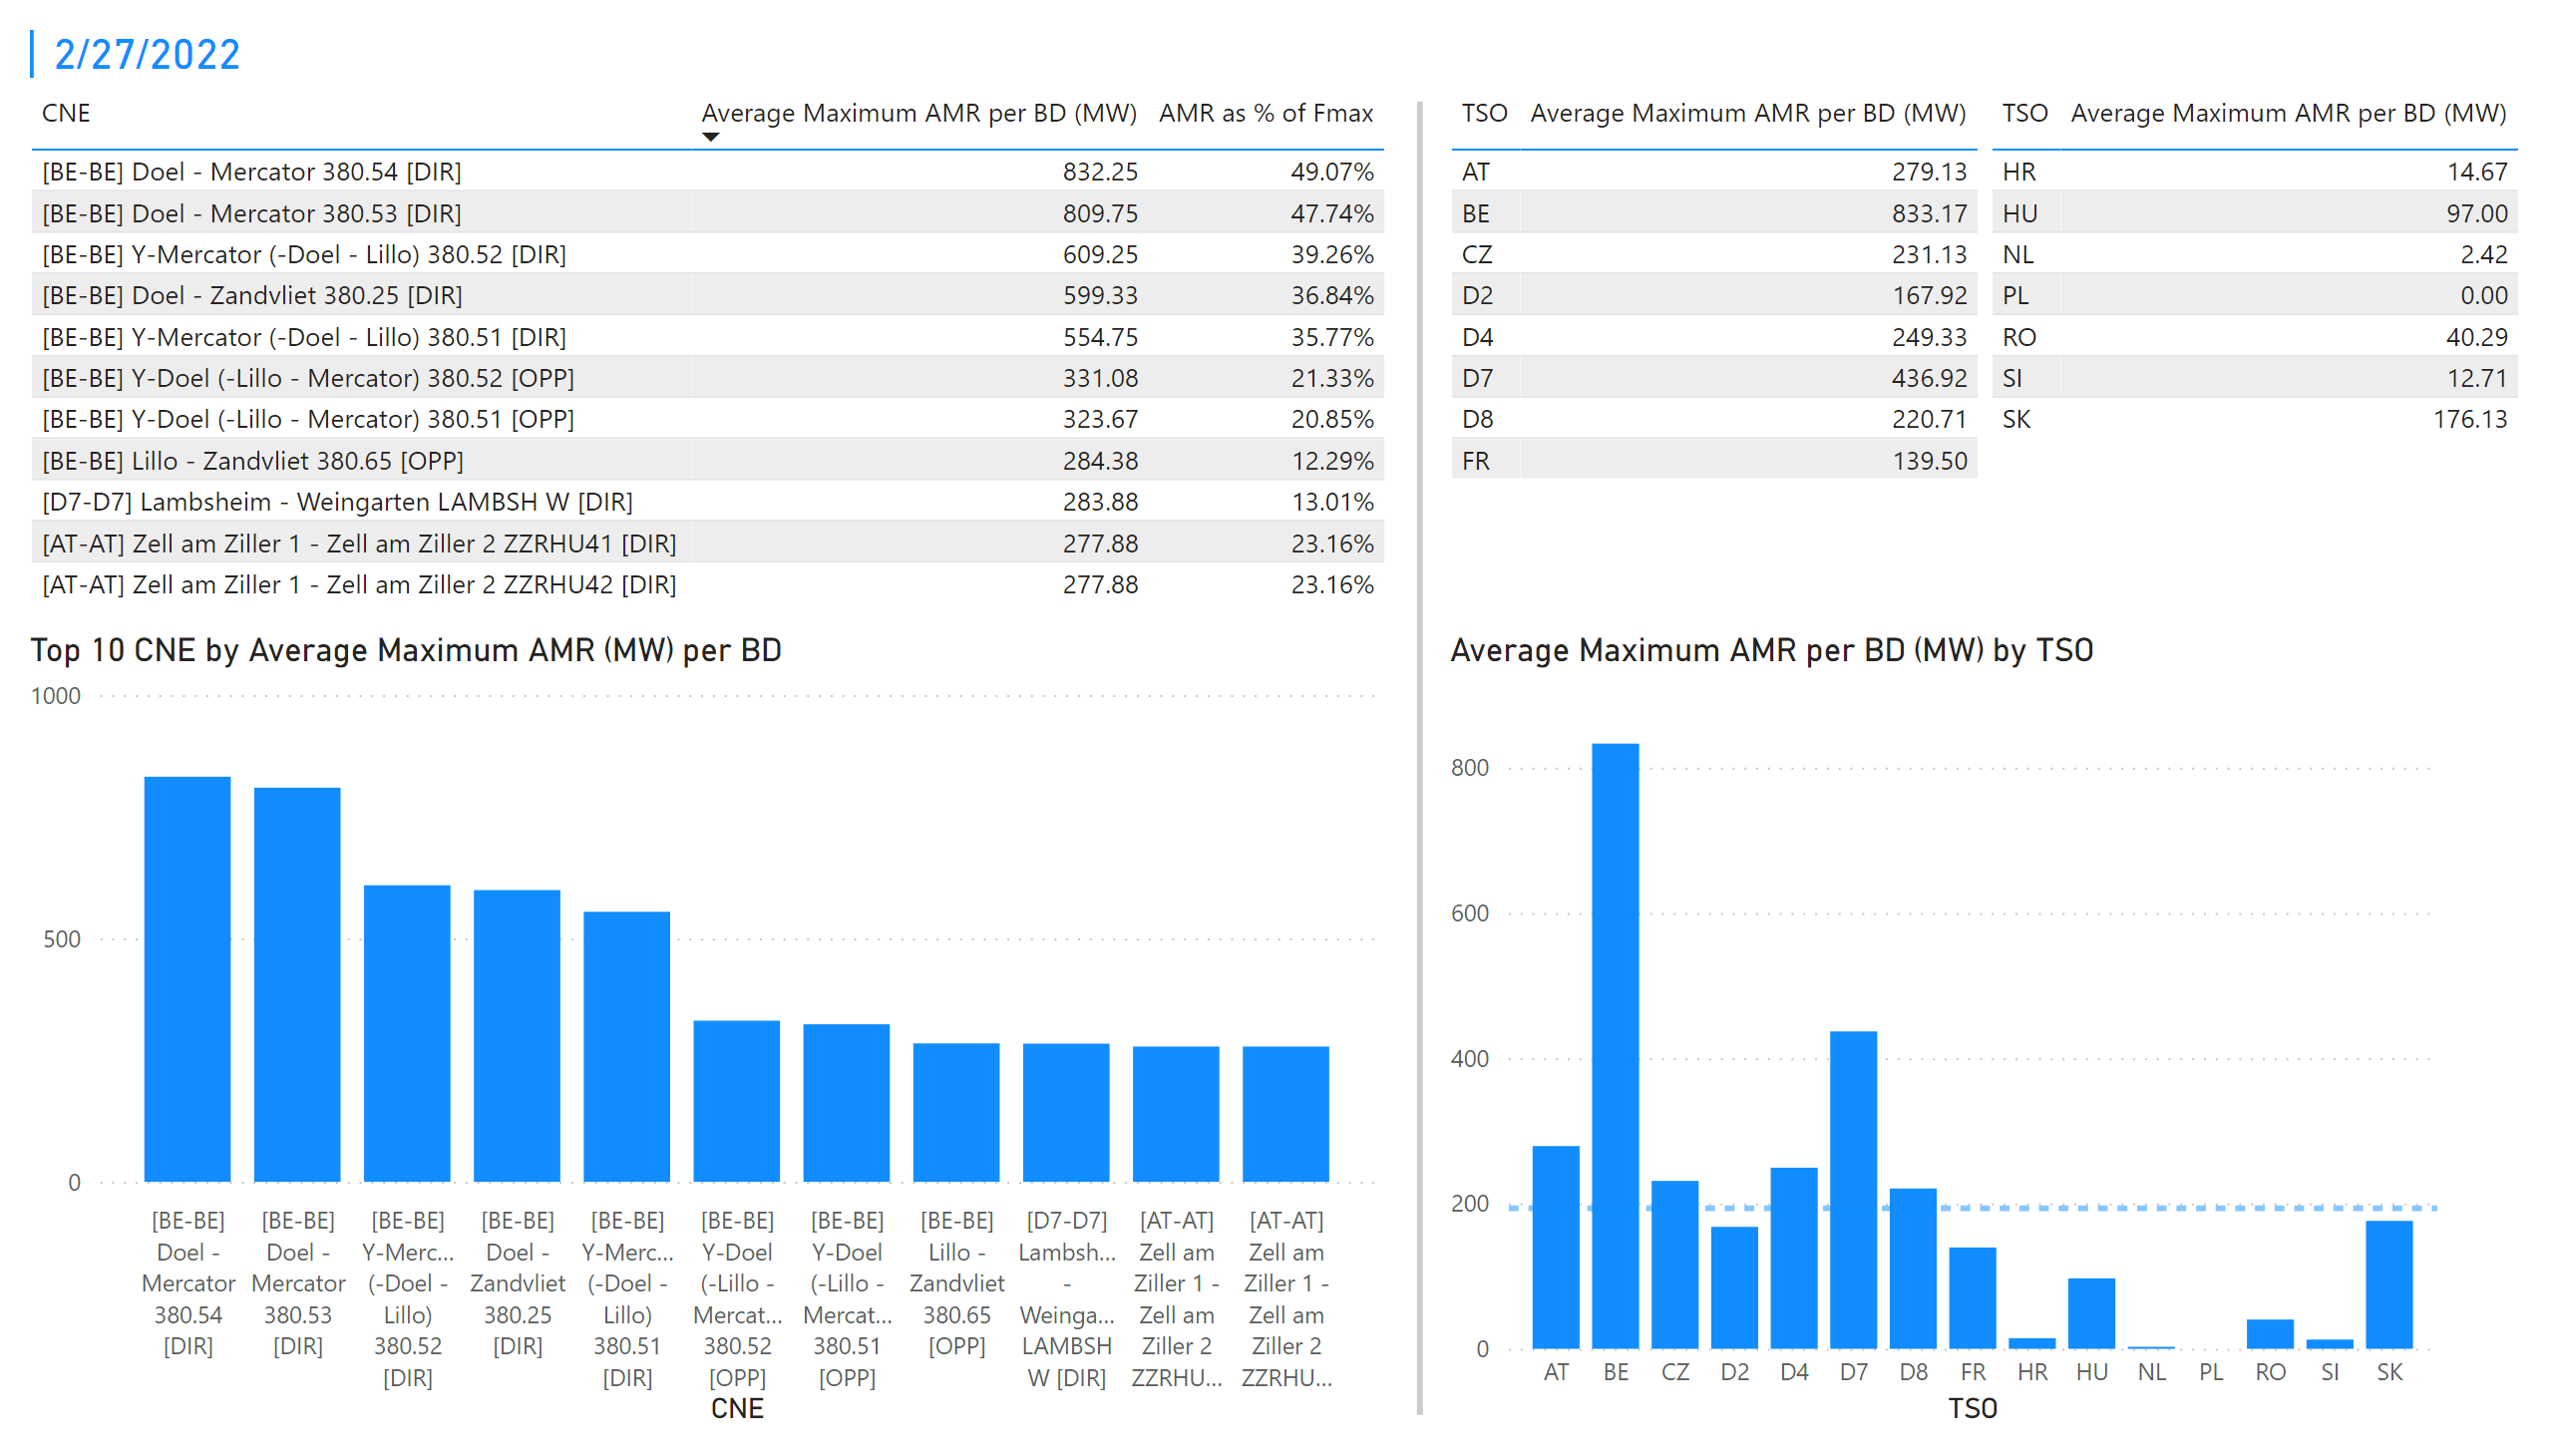 2/27/2022
CNE Average Maximum AMR per BD (MW) AMR as % of Fmax
[BE-BE] Doel - Mercator 380.54 [DIR] 832.25 49.07%
[BE-BE] Doel - Mercator 380.53 [DIR] 809.75 47.74%
[BE-BE] Y-Mercator (-Doel - Lillo) 380.52 [DIR] 609.25 39.26%
[BE-BE] Doel - Zandvliet 380.25 [DIR] 599.33 36.84%
[BE-BE] Y-Mercator (-Doel - Lillo) 380.51 [DIR] 554.75 35.77%
[BE-BE] Y-Doel (-Lillo - Mercator) 380.52 [OPP] 331.08 21.33%
[BE-BE] Y-Doel (-Lillo - Mercator) 380.51 [OPP] 323.67 20.85%
[BE-BE] Lillo - Zandvliet 380.65 [OPP] 284.38 12.29%
[D7-D7] Lambsheim - Weingarten LAMBSH W [DIR] 283.88 13.01%
[AT-AT] Zell am Ziller 1 - Zell am Ziller 2 ZZRHU41 [DIR] 277.88 23.16%
[AT-AT] Zell am Ziller 1 - Zell am Ziller 2 ZZRHU42 [DIR] 277.88 23.16%
TSO Average Maximum AMR per BD (MW)
AT 279.13
BE 833.17
CZ 231.13
D2 167.92
D4 249.33
D7 436.92
D8 220.71
FR 139.50
TSO Average Maximum AMR per BD (MW)
HR 14.67
HU 97.00
NL 2.42
PL 0.00
RO 40.29
SI 12.71
SK 176.13
Top 10 CNE by Average Maximum AMR (MW) per BD
1000
500
0
[BE-BE]
Doel -
Mercator
380.54
[DIR]
[BE-BE]
Doel -
Mercator
380.53
[DIR]
[BE-BE]
Y-Merc...
(-Doel -
Lillo)
380.52
[DIR]
[BE-BE]
Doel -
Zandvliet
380.25
[DIR]
[BE-BE]
Y-Merc...
(-Doel -
Lillo)
380.51
[DIR]
[BE-BE]
Y-Doel
(-Lillo -
Mercat...
380.52
[OPP]
[BE-BE]
Y-Doel
(-Lillo -
Mercat...
380.51
[OPP]
[BE-BE]
Lillo -
Zandvliet
380.65
[OPP]
[D7-D7]
Lambsh...
-
Weinga...
LAMBSH
W [DIR]
[AT-AT]
Zell am
Ziller 1 -
Zell am
Ziller 2
ZZRHU...
[AT-AT]
Zell am
Ziller 1 -
Zell am
Ziller 2
ZZRHU...
CNE
Average Maximum AMR per BD (MW) by TSO
800
600
400
200
0
AT BE CZ D2 D4 D7 D8 FR HR HU NL PL RO SI SK
TSO